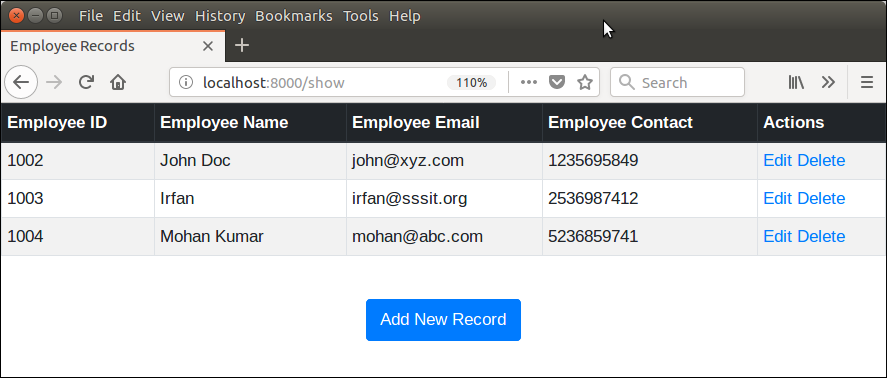 File Edit View History Bookmarks Tools Help
Employee Records
localhost:8000/show 110% Search
Employee ID Employee Name Employee Email Employee Contact Actions
1002 John Doc john@xyz.com 1235695849 Edit Delete
1003 Irfan irfan@sssit.org 2536987412 Edit Delete
1004 Mohan Kumar mohan@abc.com 5236859741 Edit Delete
Add New Record